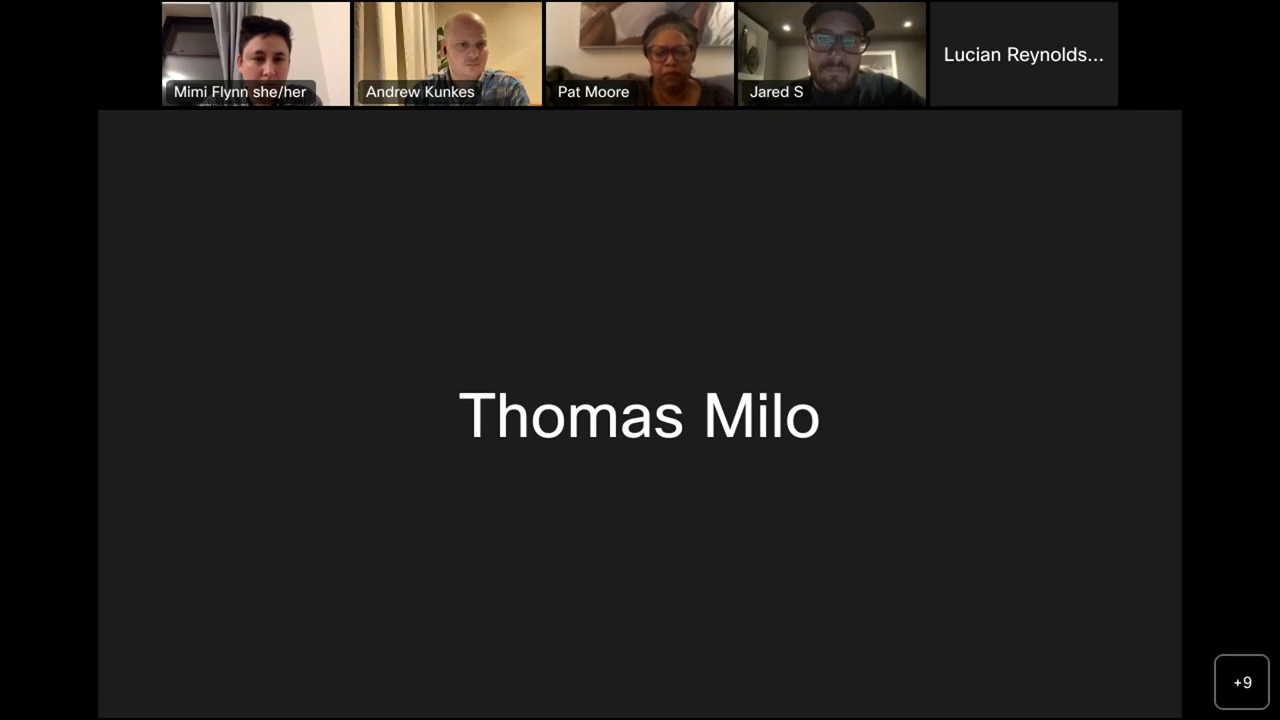 Mimi Flynn she/her
Andrew Kunkes
Pat Moore
Jared S
Lucian Reynolds...
Thomas Milo
+9